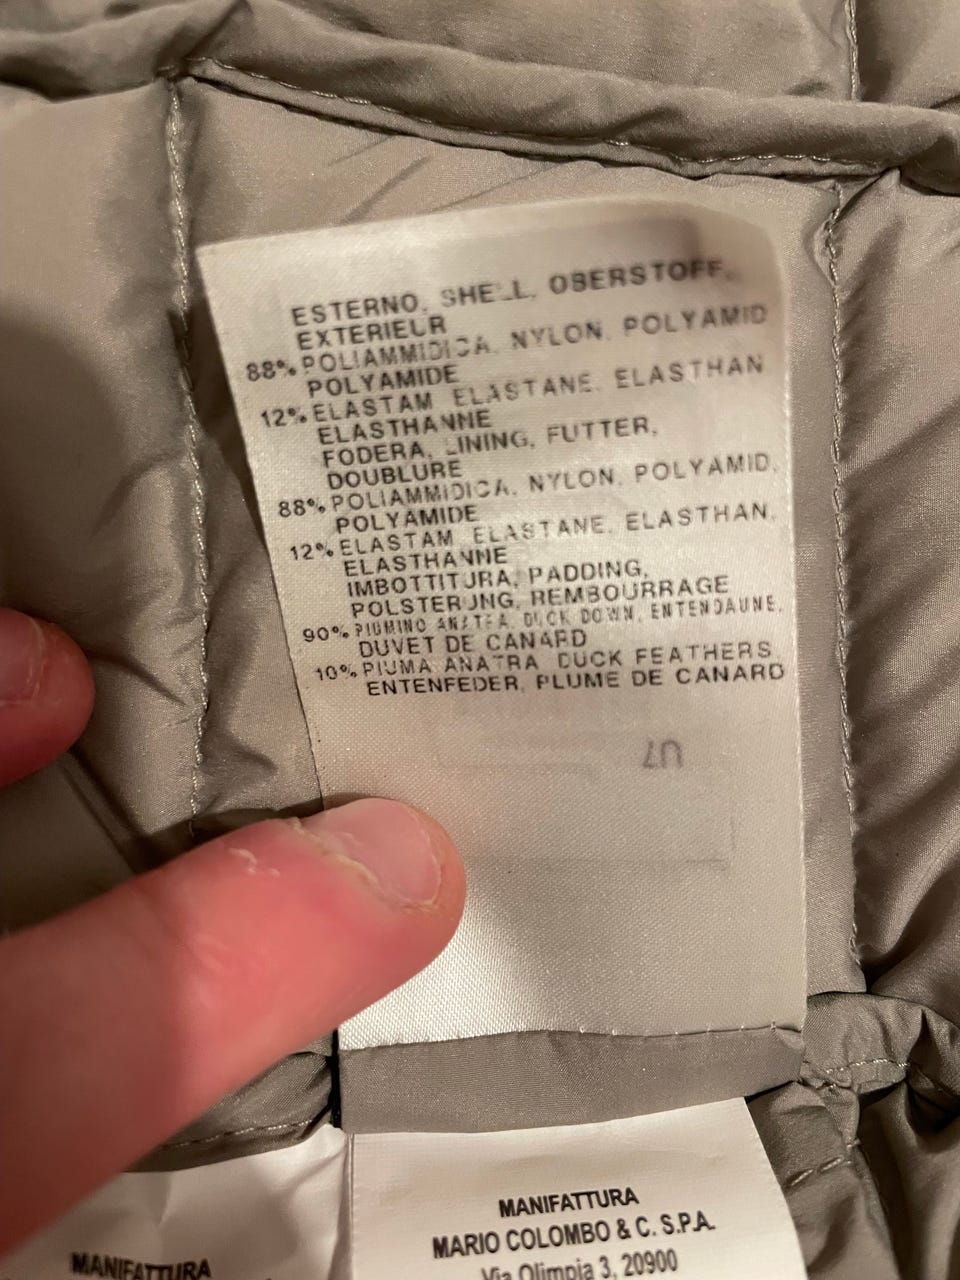 ESTERNO, SHELL, OBERSTOFF,
EXTERIEUR
88% POLIAMMIDICA, NYLON, POLYAMID
POLYAMIDE
12% ELASTAM ELASTANE, ELASTHAN
ELASTHANNE
FODERA, LINING, FUTTER,
DOUBLURE
88% POLIAMMIDICA, NYLON, POLYAMID,
POLYAMIDE
12% ELASTAM ELASTANE, ELASTHAN,
ELASTHANNE
IMBOTTITURA, PADDING,
POLSTERUNG, REMBOURRAGE
90% PIUMINO ANATRA, DUCK DOWN, ENTENDAUNE,
DUVET DE CANARD
10% PIUMA ANATRA, DUCK FEATHERS,
ENTENFEDER, PLUME DE CANARD
MANIFATTURA
MARIO COLOMBO & C. S.P.A.
Via Olimpia 3, 20900
MANIFATTURA